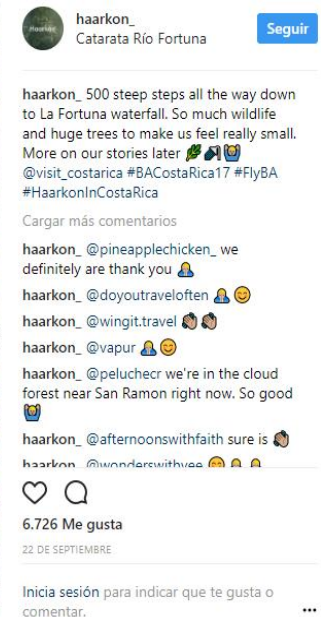 Haarkon
haarkon_
Catarata Río Fortuna
Seguir
haarkon_ 500 steep steps all the way down
to La Fortuna waterfall. So much wildlife
and huge trees to make us feel really small.
More on our stories later 🌿🤳🙆
@visit_costarica #BACostaRica17 #FlyBA
#HaarkonInCostaRica
Cargar más comentarios
haarkon_ @pineapplechicken_ we
definitely are thank you 🙏
haarkon_ @doyoutraveloften 🙏😊
haarkon_ @wingit.travel 👏👏
haarkon_ @vapur 🙏😊
haarkon_ @peluchecr we're in the cloud
forest near San Ramon right now. So good
🙌
haarkon_ @afternoonswithfaith sure is 👏
haarkon_ @wonderswithvee 😊🙏🙏
6.726 Me gusta
22 DE SEPTIEMBRE
Inicia sesión para indicar que te gusta o
comentar.